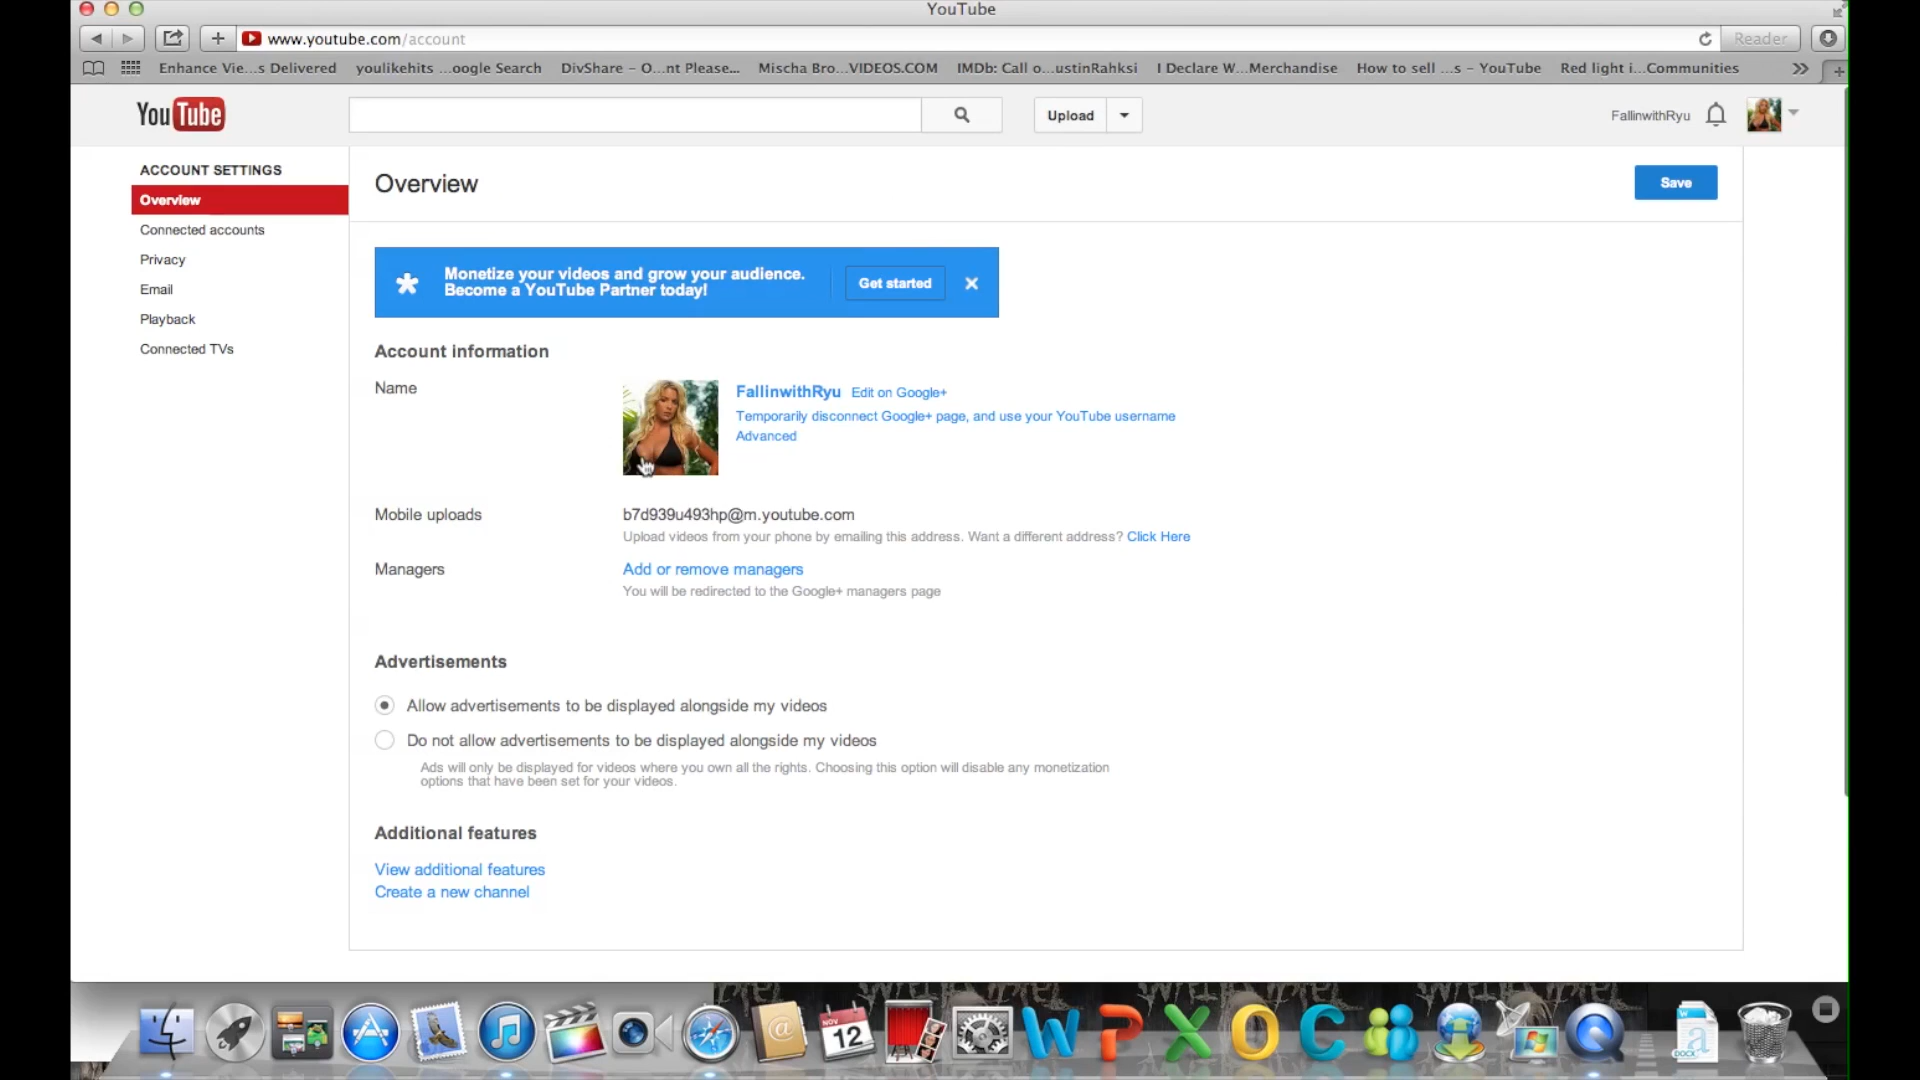 YouTube
www.youtube.com/account
Reader
Enhance Vie...s Delivered
youlikehits ...oogle Search
DivShare – O...nt Please...
Mischa Bro...VIDEOS.COM
IMDb: Call o...ustinRahksi
I Declare W...Merchandise
How to sell ...s – YouTube
Red light i...Communities
YouTube
Upload
FallinwithRyu
ACCOUNT SETTINGS
Overview
Connected accounts
Privacy
Email
Playback
Connected TVs
Overview
Save
Monetize your videos and grow your audience.
Become a YouTube Partner today!
Get started
Account information
Name
FallinwithRyu Edit on Google+
Temporarily disconnect Google+ page, and use your YouTube username
Advanced
Mobile uploads
b7d939u493hp@m.youtube.com
Upload videos from your phone by emailing this address. Want a different address? Click Here
Managers
Add or remove managers
You will be redirected to the Google+ managers page
Advertisements
Allow advertisements to be displayed alongside my videos
Do not allow advertisements to be displayed alongside my videos
Ads will only be displayed for videos where you own all the rights. Choosing this option will disable any monetization
options that have been set for your videos.
Additional features
View additional features
Create a new channel
NOV
12
DOCX